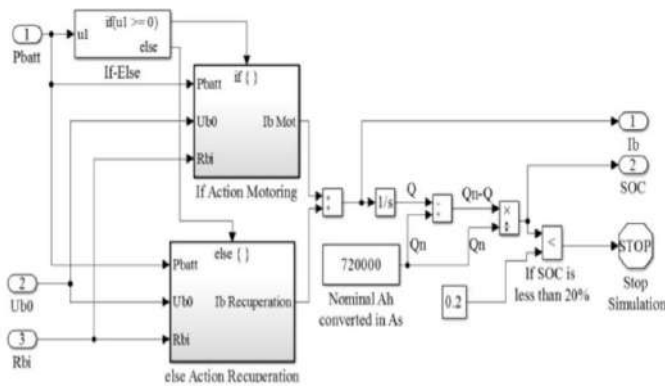 1
Pbatt
u1
if(u1 >= 0)
else
If-Else
if { }
Pbatt
Ub0
Rbi
Ib Mot
If Action Motoring
else { }
Pbatt
Ub0
Rbi
Ib Recuperation
else Action Recuperation
2
Ub0
3
Rbi
+
+
1/s
Q
-
+
Qn-Q
Qn
Qn
×
÷
720000
Nominal Ah
converted in As
0.2
<
If SOC is
less than 20%
1
Ib
2
SOC
STOP
Stop
Simulation